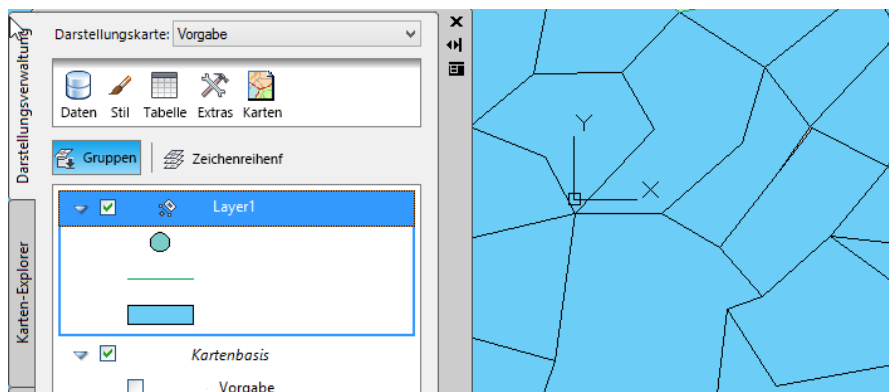 Darstellungsverwaltung
Karten-Explorer
Darstellungskarte: Vorgabe
Daten Stil Tabelle Extras Karten
Gruppen Zeichenreihenf
Layer1
Kartenbasis
Vorgabe
Y
X